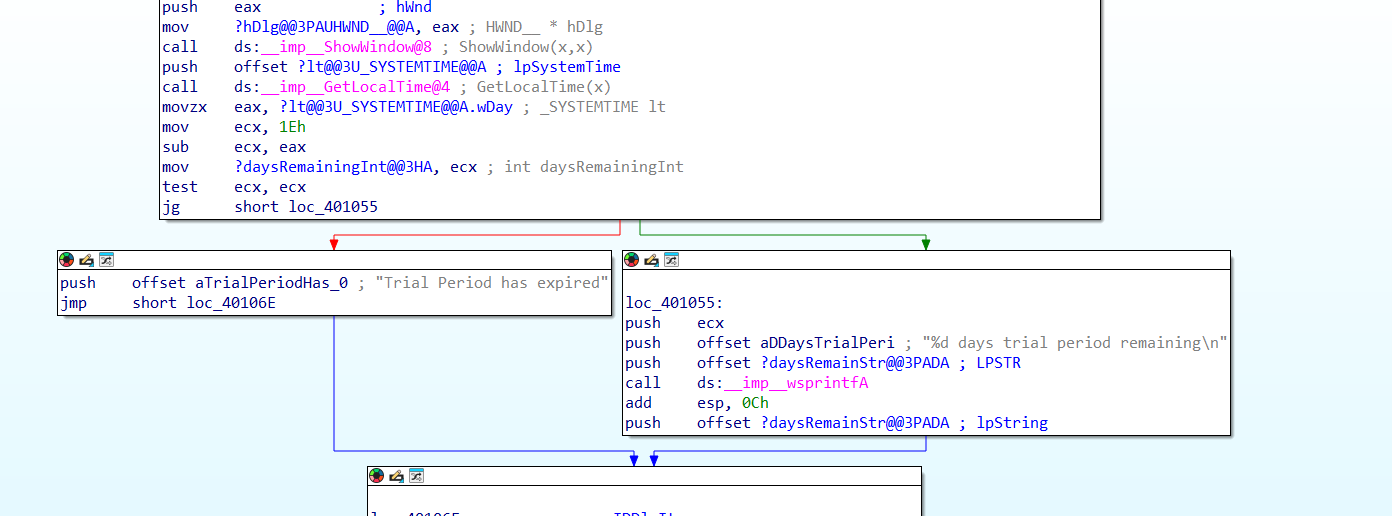 push eax ; hWnd
mov ?hDlg@@3PAUHWND__@@A, eax ; HWND__ * hDlg
call ds:__imp__ShowWindow@8 ; ShowWindow(x,x)
push offset ?lt@@3U_SYSTEMTIME@@A ; lpSystemTime
call ds:__imp__GetLocalTime@4 ; GetLocalTime(x)
movzx eax, ?lt@@3U_SYSTEMTIME@@A.wDay ; _SYSTEMTIME lt
mov ecx, 1Eh
sub ecx, eax
mov ?daysRemainingInt@@3HA, ecx ; int daysRemainingInt
test ecx, ecx
jg short loc_401055
push offset aTrialPeriodHas_0 ; "Trial Period has expired"
jmp short loc_40106E
loc_401055:
push ecx
push offset aDDaysTrialPeri ; "%d days trial period remaining\n"
push offset ?daysRemainStr@@3PADA ; LPSTR
call ds:__imp__wsprintfA
add esp, 0Ch
push offset ?daysRemainStr@@3PADA ; lpString